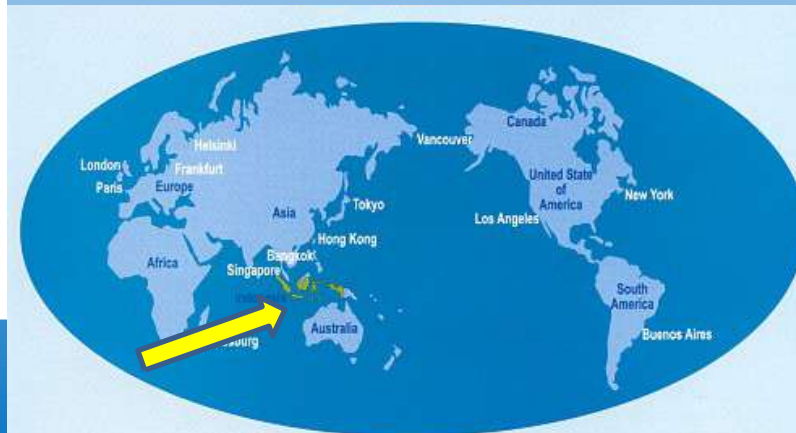 Canada
Vancouver
Helsinki
London
Frankfurt
United State
of
America
Paris
Europe
New York
Tokyo
Asia
Los Angeles
Hong Kong
Africa
Bangkok
Singapore
South
America
Australia
Buenos Aires